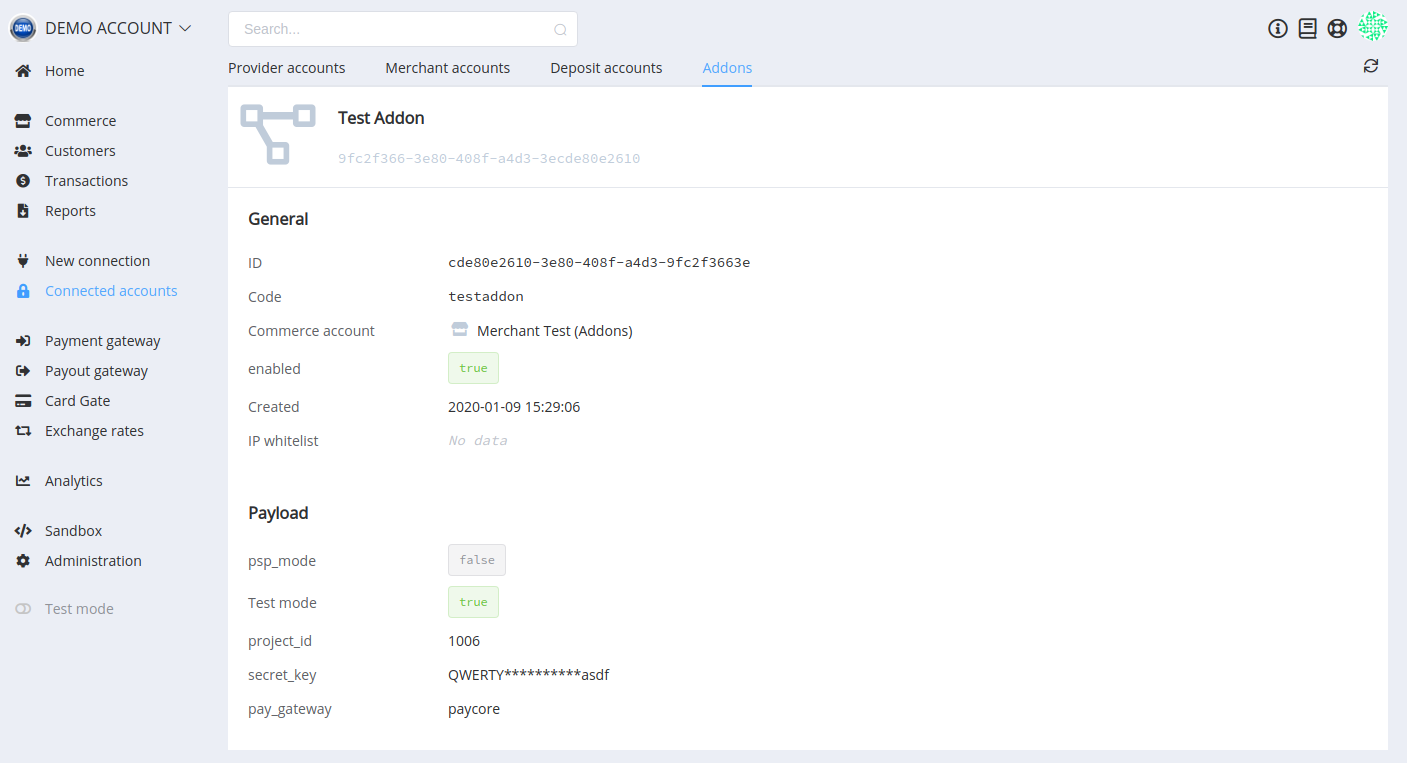 DEMO
DEMO ACCOUNT
Search...
Home
Commerce
Customers
Transactions
Reports
New connection
Connected accounts
Payment gateway
Payout gateway
Card Gate
Exchange rates
Analytics
Sandbox
Administration
Test mode
Provider accounts
Merchant accounts
Deposit accounts
Addons
Test Addon
9fc2f366-3e80-408f-a4d3-3ecde80e2610
General
ID cde80e2610-3e80-408f-a4d3-9fc2f3663e
Code testaddon
Commerce account Merchant Test (Addons)
enabled true
Created 2020-01-09 15:29:06
IP whitelist No data
Payload
psp_mode false
Test mode true
project_id 1006
secret_key QWERTY**********asdf
pay_gateway paycore